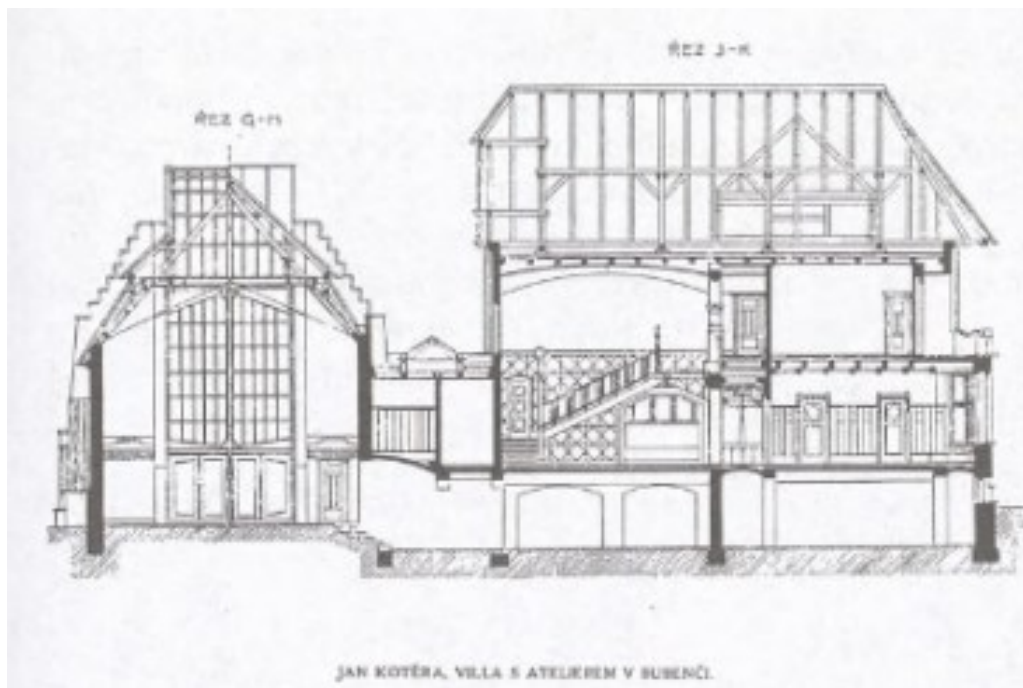 ŘEZ J-K
ŘEZ G-H
JAN KOTĚRA, VILLA S ATELIEREM V BUBENČI.